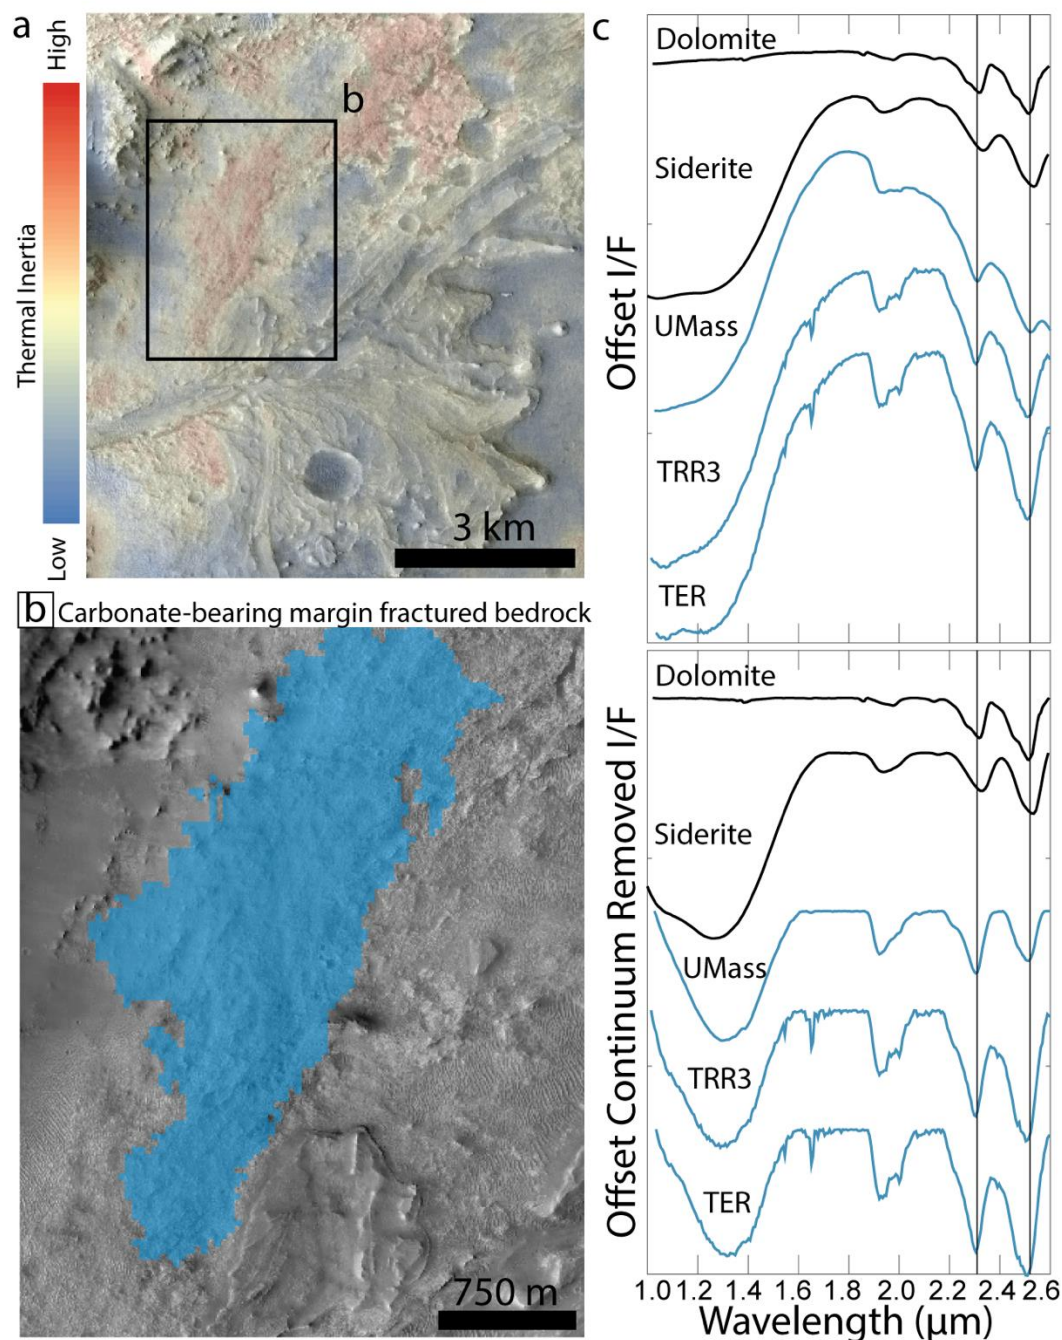 a
High
Thermal Inertia
Low
b
3 km
b Carbonate-bearing margin fractured bedrock
750 m
c
Offset I/F
Dolomite
Siderite
UMass
TRR3
TER
Offset Continuum Removed I/F
Dolomite
Siderite
UMass
TRR3
TER
1.0 1.2 1.4 1.6 1.8 2.0 2.2 2.4 2.6
Wavelength (μm)